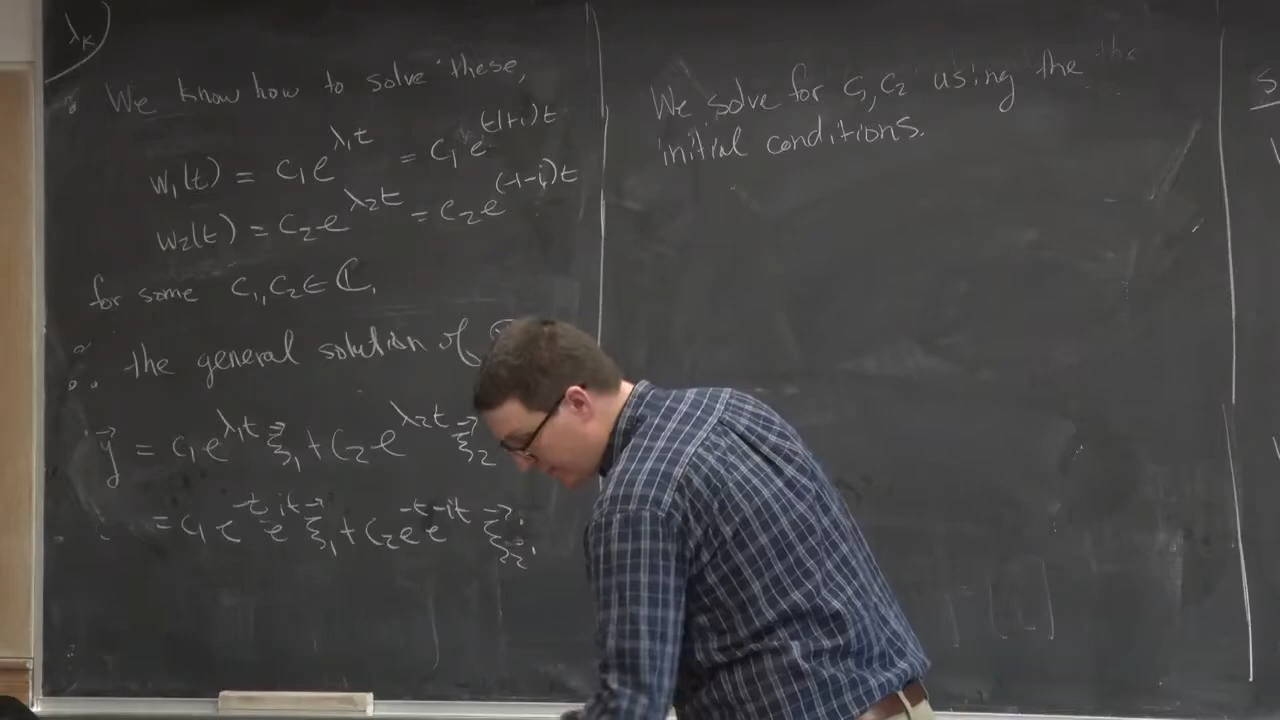 λ_K
We know how to solve these,
w₁(t) = c₁e^{λ₁t} = c₁e^{(-1+i)t}
w₂(t) = c₂e^{λ₂t} = c₂e^{(-1-i)t}
for some c₁, c₂ ∈ ℂ.
∴ the general solution of
y⃗ = c₁e^{λ₁t} ξ⃗₁ + c₂e^{λ₂t} ξ⃗₂
= c₁e^{-t}e^{it} ξ⃗₁ + c₂e^{-t}e^{-it} ξ⃗₂.
We solve for c₁, c₂ using the
initial conditions.